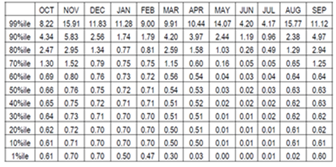 OCT NOV DEC JAN FEB MAR APR MAY JUN JUL AUG SEP
99%ile 8.22 15.91 11.83 11.28 9.00 9.91 10.44 14.07 4.20 4.17 15.77 11.12
90%ile 4.34 5.83 2.56 1.74 1.79 4.20 3.97 2.44 1.19 0.96 2.38 4.97
80%ile 2.47 2.95 1.34 0.77 0.81 2.59 1.58 1.03 0.26 0.49 1.29 2.94
70%ile 1.30 1.52 0.79 0.75 0.75 1.15 0.60 0.16 0.05 0.05 0.65 1.25
60%ile 0.69 0.80 0.76 0.73 0.72 0.56 0.54 0.04 0.03 0.04 0.64 0.64
50%ile 0.66 0.76 0.75 0.72 0.71 0.54 0.53 0.03 0.02 0.03 0.63 0.63
40%ile 0.65 0.75 0.72 0.71 0.71 0.51 0.52 0.02 0.02 0.02 0.63 0.63
30%ile 0.64 0.73 0.71 0.70 0.70 0.51 0.51 0.01 0.01 0.02 0.62 0.62
20%ile 0.62 0.72 0.70 0.70 0.70 0.50 0.51 0.01 0.01 0.01 0.61 0.62
10%ile 0.62 0.71 0.70 0.70 0.70 0.50 0.50 0.00 0.01 0.01 0.61 0.61
1%ile 0.61 0.70 0.70 0.50 0.47 0.30 0.03 0.00 0.00 0.01 0.02 0.61